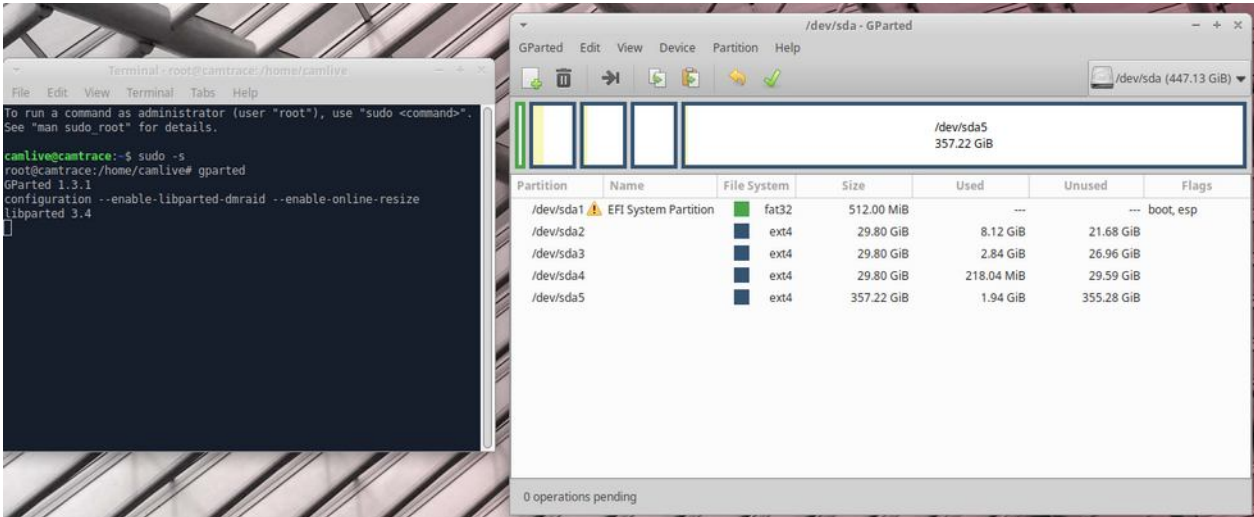 Terminal - root@camtrace: /home/camlive
File Edit View Terminal Tabs Help
To run a command as administrator (user "root"), use "sudo <command>".
See "man sudo_root" for details.
camlive@camtrace:~$ sudo -s
root@camtrace:/home/camlive# gparted
GParted 1.3.1
configuration --enable-libparted-dmraid --enable-online-resize
libparted 3.4
/dev/sda - GParted
GParted Edit View Device Partition Help
/dev/sda (447.13 GiB)
/dev/sda5
357.22 GiB
Partition Name File System Size Used Unused Flags
/dev/sda1 EFI System Partition fat32 512.00 MiB --- --- boot, esp
/dev/sda2 ext4 29.80 GiB 8.12 GiB 21.68 GiB
/dev/sda3 ext4 29.80 GiB 2.84 GiB 26.96 GiB
/dev/sda4 ext4 29.80 GiB 218.04 MiB 29.59 GiB
/dev/sda5 ext4 357.22 GiB 1.94 GiB 355.28 GiB
0 operations pending